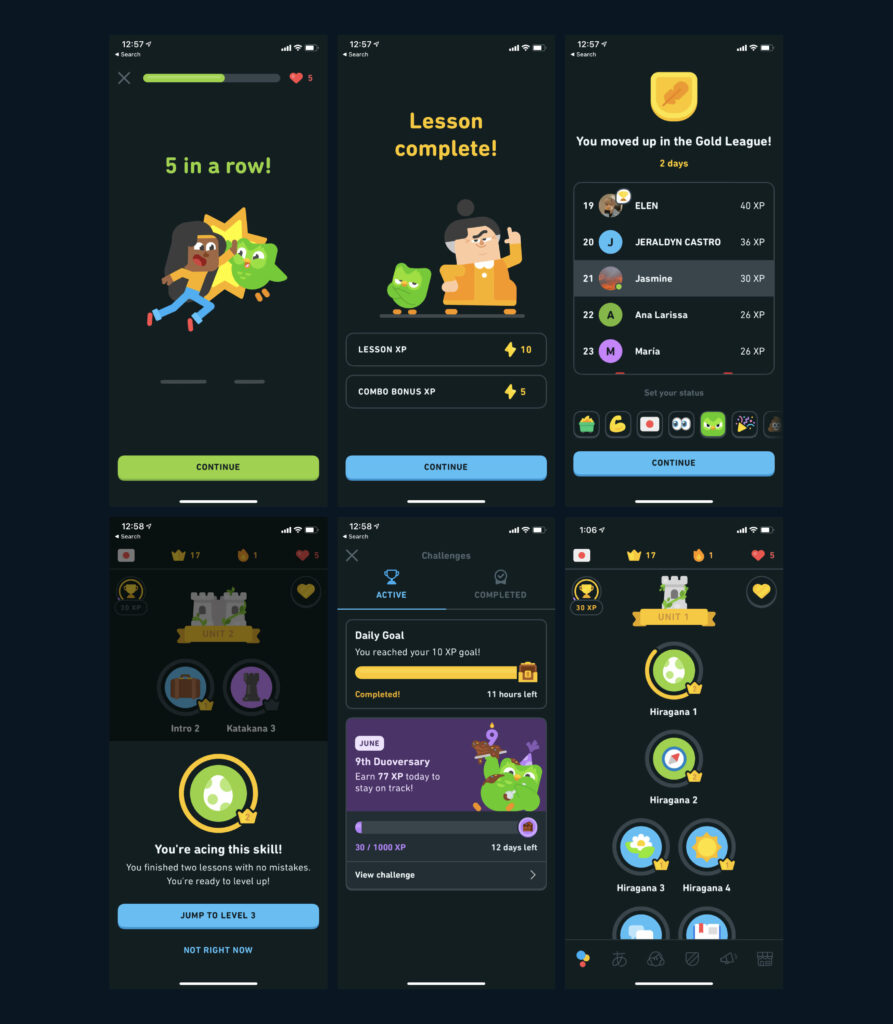 12:57
Search
5
5 in a row!
CONTINUE
12:57
Search
Lesson
complete!
LESSON XP
10
COMBO BONUS XP
5
CONTINUE
12:57
Search
You moved up in the Gold League!
2 days
19 ELEN 40 XP
20 J JERALDYN CASTRO 36 XP
21 Jasmine 30 XP
22 A Ana Larissa 26 XP
23 M Maria 26 XP
Set your status
CONTINUE
12:58
Search
17 1 5
30 XP
UNIT 2
Intro 2 Katakana 3
2
You're acing this skill!
You finished two lessons with no mistakes.
You're ready to level up!
JUMP TO LEVEL 3
NOT RIGHT NOW
12:58
Search
Challenges
ACTIVE COMPLETED
Daily Goal
You reached your 10 XP goal!
Completed! 11 hours left
JUNE
9
9th Duoversary
Earn 77 XP today to
stay on track!
30 / 1000 XP 12 days left
View challenge
1:06
17 1 5
30 XP
UNIT 1
2
Hiragana 1
Hiragana 2
1 1
Hiragana 3 Hiragana 4
あ